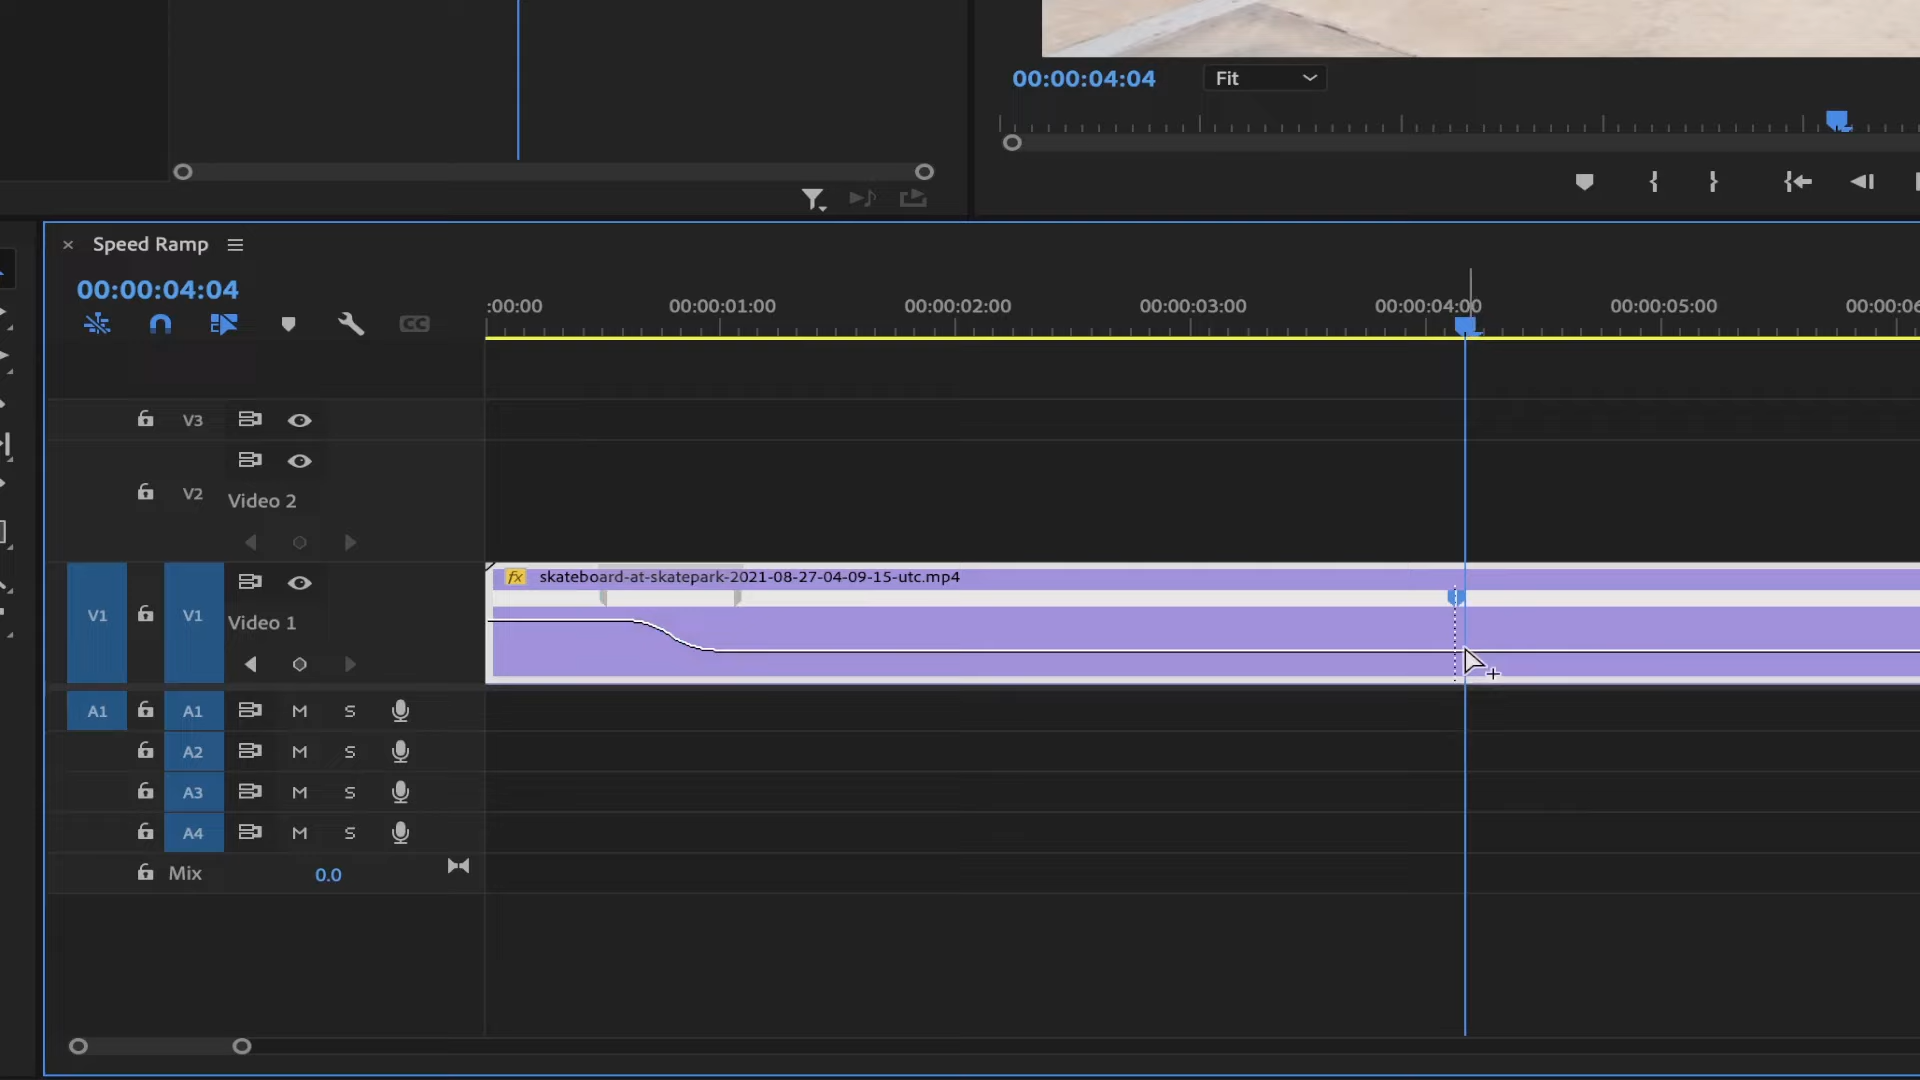 00:00:04:04
Fit
Speed Ramp
00:00:04:04
:00:00
00:00:01:00
00:00:02:00
00:00:03:00
00:00:04:00
00:00:05:00
00:00:0
CC
V3
V2
Video 2
fx skateboard-at-skatepark-2021-08-27-04-09-15-utc.mp4
V1
V1
Video 1
A1
A1 M S
A2 M S
A3 M S
A4 M S
Mix 0.0